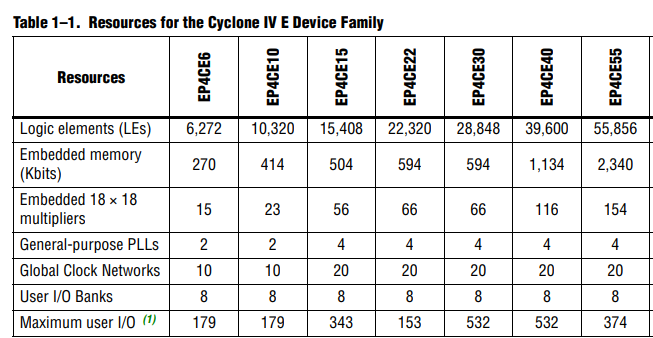 Table 1–1. Resources for the Cyclone IV E Device Family
Resources EP4CE6 EP4CE10 EP4CE15 EP4CE22 EP4CE30 EP4CE40 EP4CE55
Logic elements (LEs) 6,272 10,320 15,408 22,320 28,848 39,600 55,856
Embedded memory
(Kbits) 270 414 504 594 594 1,134 2,340
Embedded 18 × 18
multipliers 15 23 56 66 66 116 154
General-purpose PLLs 2 2 4 4 4 4 4
Global Clock Networks 10 10 20 20 20 20 20
User I/O Banks 8 8 8 8 8 8 8
Maximum user I/O (1) 179 179 343 153 532 532 374